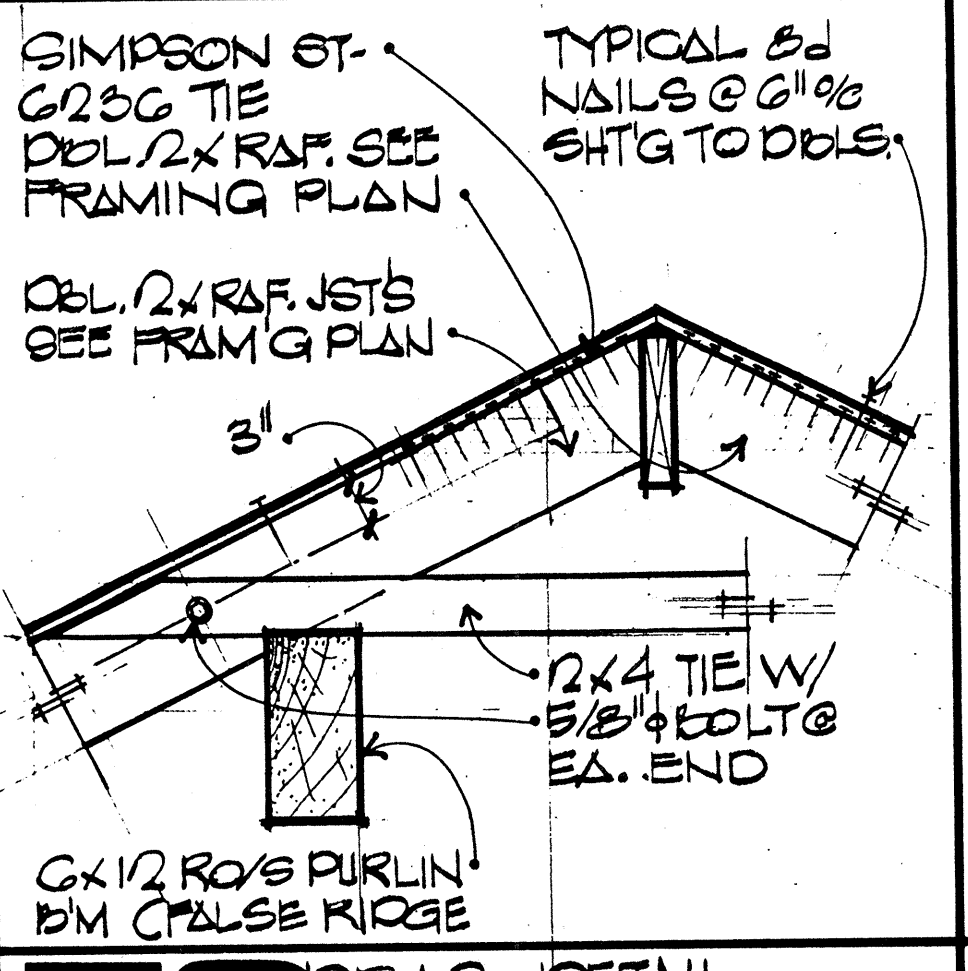 SIMPSON ST-
6236 TIE
DBL. 2X RAF. SEE
FRAMING PLAN
TYPICAL 8d
NAILS @ 6" O/C
SHT'G TO DBLS.
DBL. 2X RAF. JSTS
SEE FRAM'G PLAN
3"
2X4 TIE W/
5/8" ϕ BOLT @
EA. END
6X12 RO/S PURLIN
B'M @ FALSE RIDGE